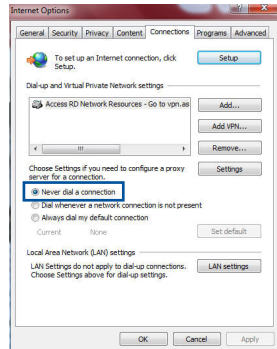 Internet Options
General Security Privacy Content Connections Programs Advanced
To set up an Internet connection, click
Setup.
Setup
Dial-up and Virtual Private Network settings
Access RD Network Resources - Go to vpn.as
Add...
Add VPN...
Remove...
Choose Settings if you need to configure a proxy
server for a connection.
Settings
Never dial a connection
Dial whenever a network connection is not present
Always dial my default connection
Current None
Set default
Local Area Network (LAN) settings
LAN Settings do not apply to dial-up connections.
Choose Settings above for dial-up settings.
LAN settings
OK Cancel Apply